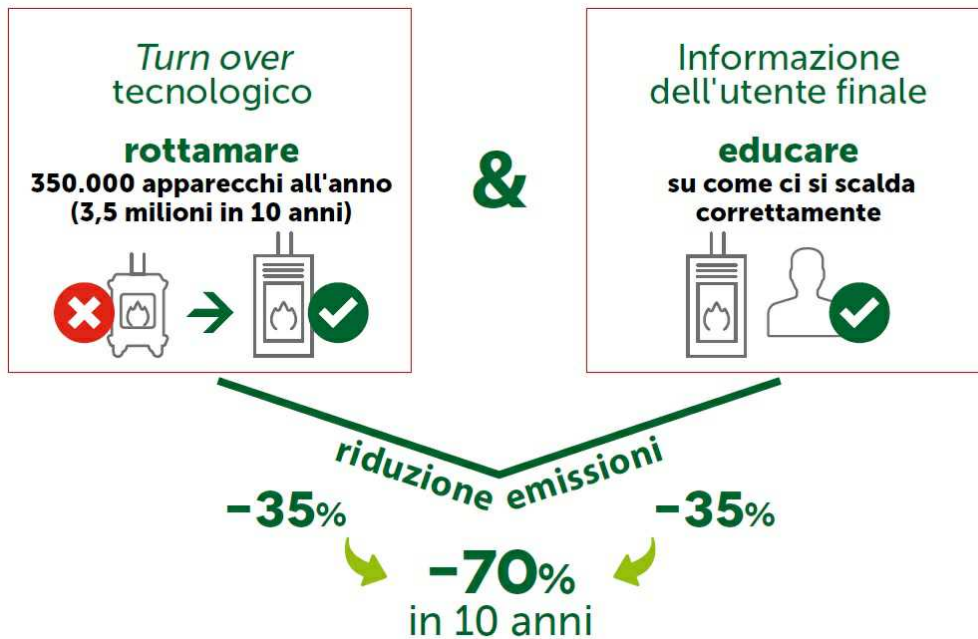 Turn over
tecnologico
rottamare
350.000 apparecchi all'anno
(3,5 milioni in 10 anni)
&
Informazione
dell'utente finale
educare
su come ci si scalda
correttamente
riduzione emissioni
-35%
-35%
-70%
in 10 anni